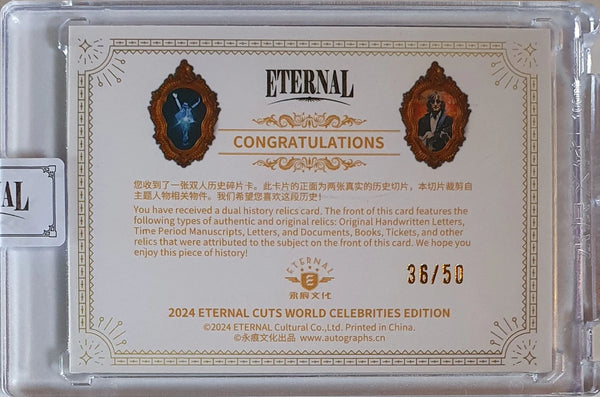 ETERNAL
CONGRATULATIONS
您收到了一张双人历史碎片卡。此卡片的正面为两张真实的历史切片，本切片裁剪自
主题人物相关物件。我们希望您喜欢这段历史！
You have received a dual history relics card. The front of this card features the
following types of authentic and original relics: Original Handwritten Letters,
Time Period Manuscripts, Letters, and Documents, Books, Tickets, and other
relics that were attributed to the subject on the front of this card. We hope you
enjoy this piece of history!
ETERNAL
E
永痕文化
36/50
2024 ETERNAL CUTS WORLD CELEBRITIES EDITION
©2024 ETERNAL Cultural Co.,Ltd. Printed in China.
©永痕文化出品 www.autographs.cn